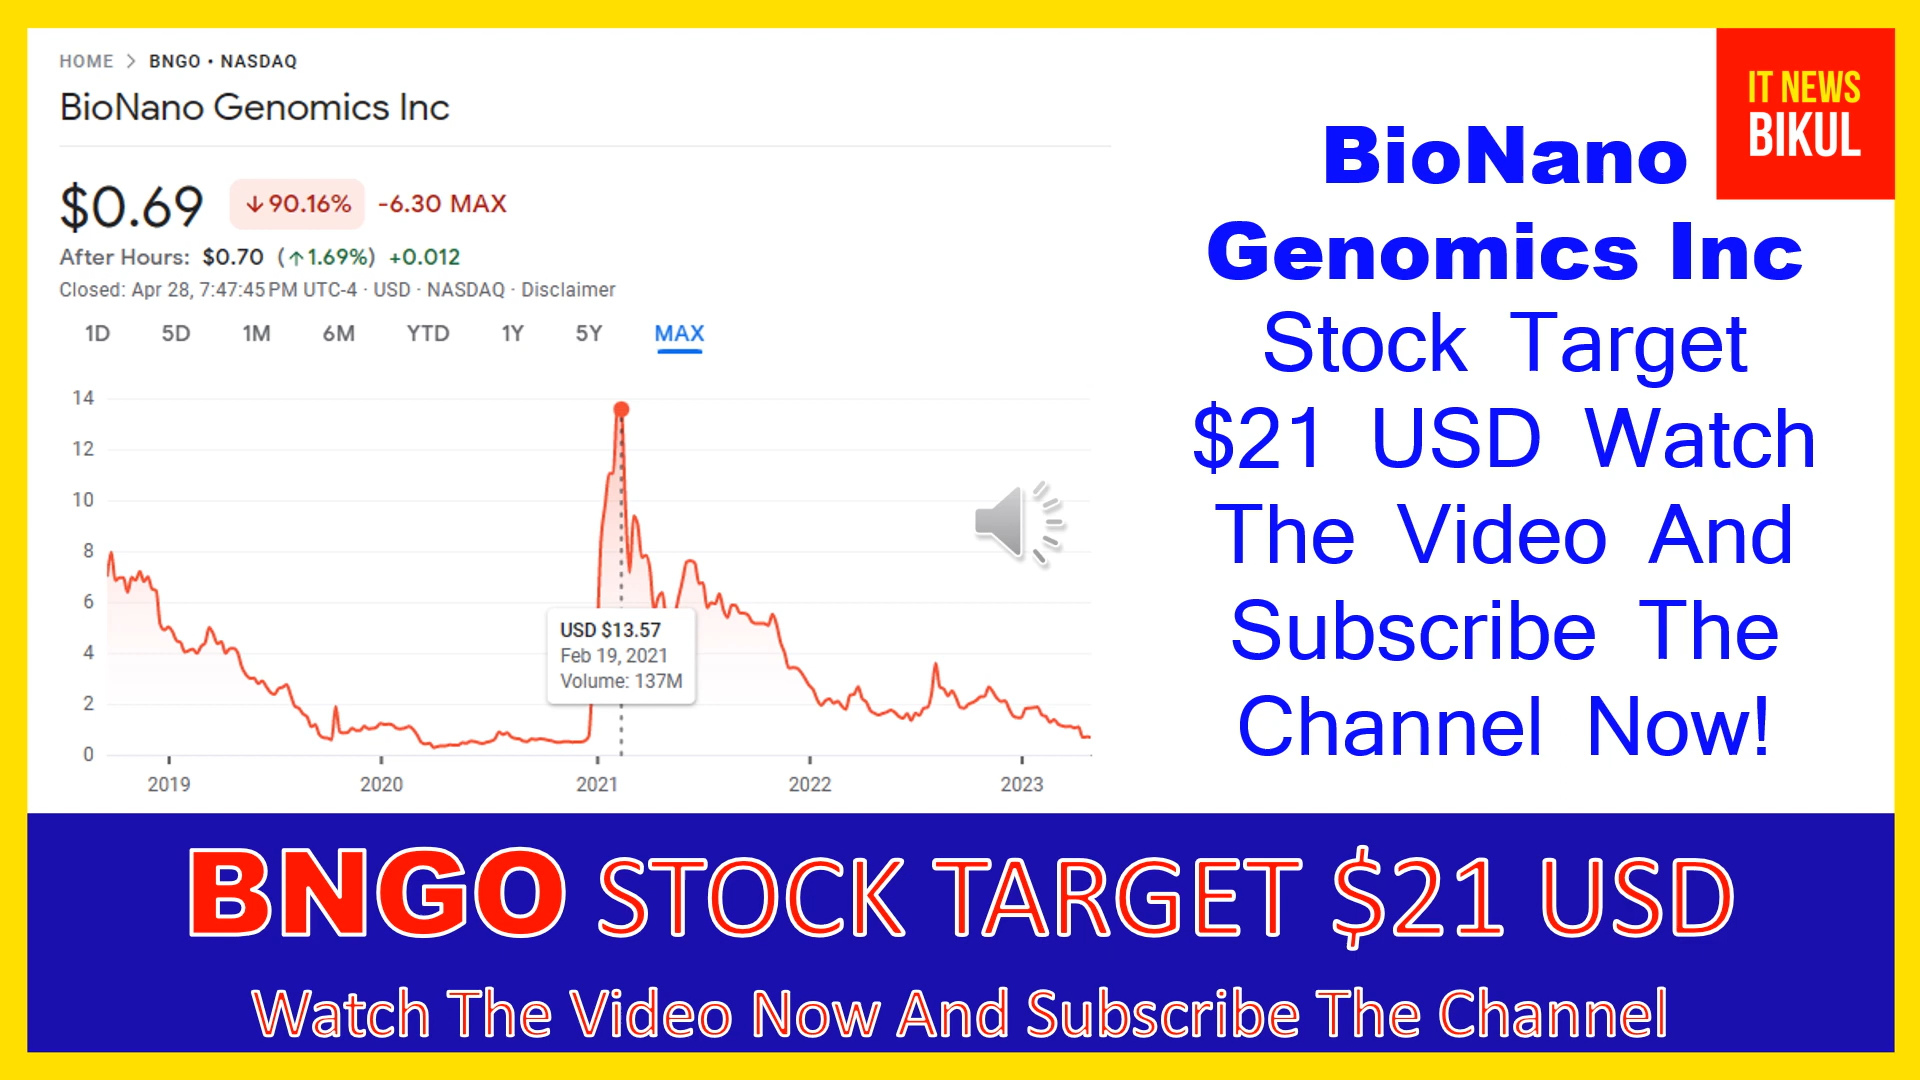 HOME > BNGO • NASDAQ
BioNano Genomics Inc
$0.69 ↓90.16% -6.30 MAX
After Hours: $0.70 (↑1.69%) +0.012
Closed: Apr 28, 7:47:45 PM UTC-4 · USD · NASDAQ · Disclaimer
1D 5D 1M 6M YTD 1Y 5Y MAX
14
12
10
8
6
4
2
0
USD $13.57
Feb 19, 2021
Volume: 137M
2019 2020 2021 2022 2023
IT NEWS
BIKUL
BioNano
Genomics Inc
Stock Target
$21 USD Watch
The Video And
Subscribe The
Channel Now!
BNGO STOCK TARGET $21 USD
Watch The Video Now And Subscribe The Channel